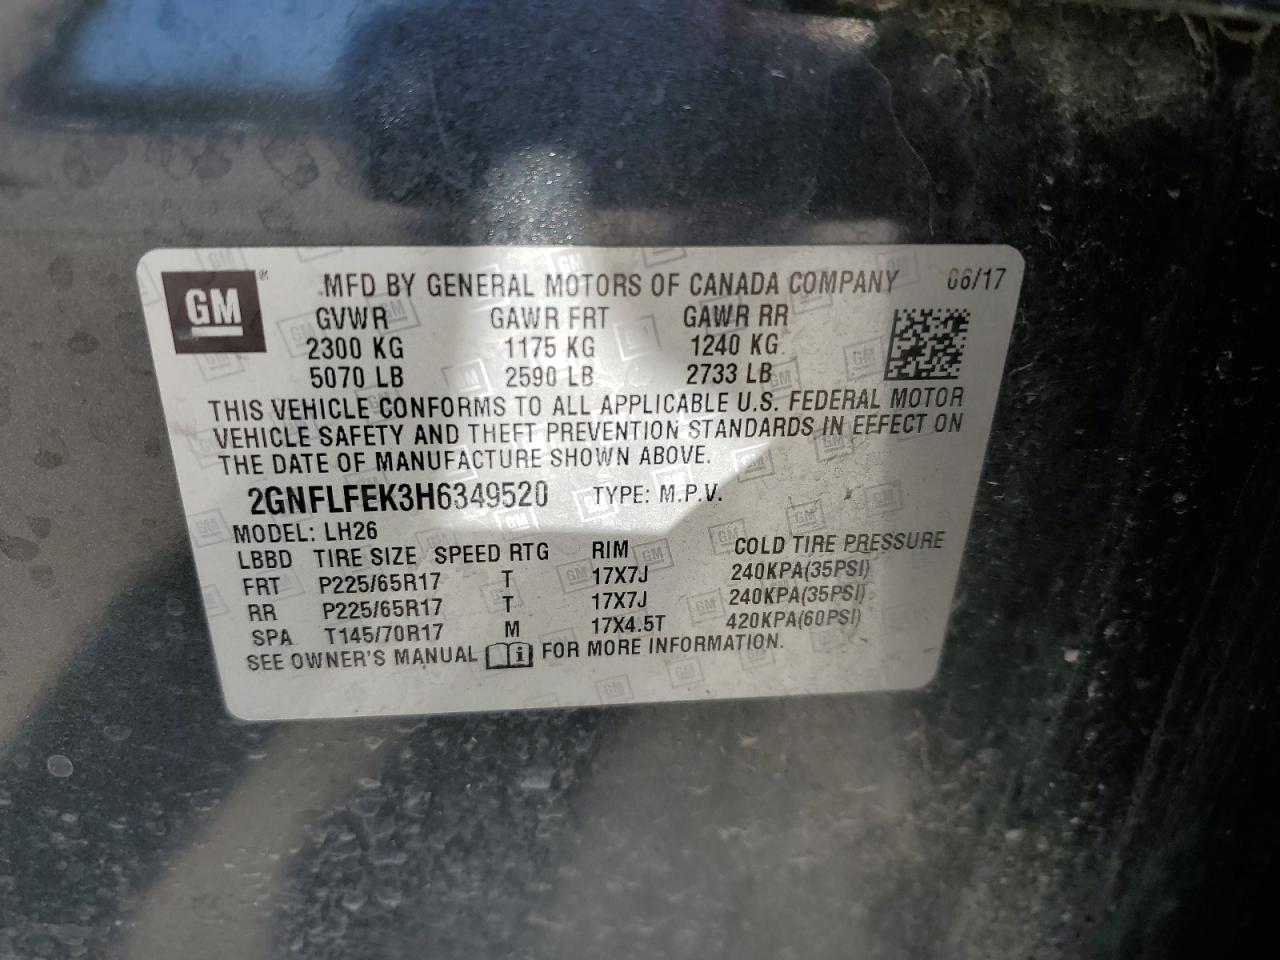 GM®
MFD BY GENERAL MOTORS OF CANADA COMPANY 06/17
GVWR GAWR FRT GAWR RR
2300 KG 1175 KG 1240 KG
5070 LB 2590 LB 2733 LB
THIS VEHICLE CONFORMS TO ALL APPLICABLE U.S. FEDERAL MOTOR
VEHICLE SAFETY AND THEFT PREVENTION STANDARDS IN EFFECT ON
THE DATE OF MANUFACTURE SHOWN ABOVE.
2GNFLFEK3H6349520 TYPE: M.P.V.
MODEL: LH26
LBBD TIRE SIZE SPEED RTG RIM COLD TIRE PRESSURE
FRT P225/65R17 T 17X7J 240KPA(35PSI)
RR P225/65R17 T 17X7J 240KPA(35PSI)
SPA T145/70R17 M 17X4.5T 420KPA(60PSI)
SEE OWNER'S MANUAL i FOR MORE INFORMATION.